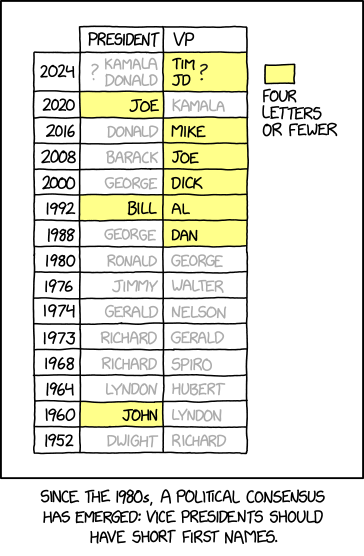 PRESIDENT VP
2024 ? KAMALA TIM ?
DONALD JD
2020 JOE KAMALA
2016 DONALD MIKE
2008 BARACK JOE
2000 GEORGE DICK
1992 BILL AL
1988 GEORGE DAN
1980 RONALD GEORGE
1976 JIMMY WALTER
1974 GERALD NELSON
1973 RICHARD GERALD
1968 RICHARD SPIRO
1964 LYNDON HUBERT
1960 JOHN LYNDON
1952 DWIGHT RICHARD
FOUR
LETTERS
OR FEWER
SINCE THE 1980s, A POLITICAL CONSENSUS
HAS EMERGED: VICE PRESIDENTS SHOULD
HAVE SHORT FIRST NAMES.